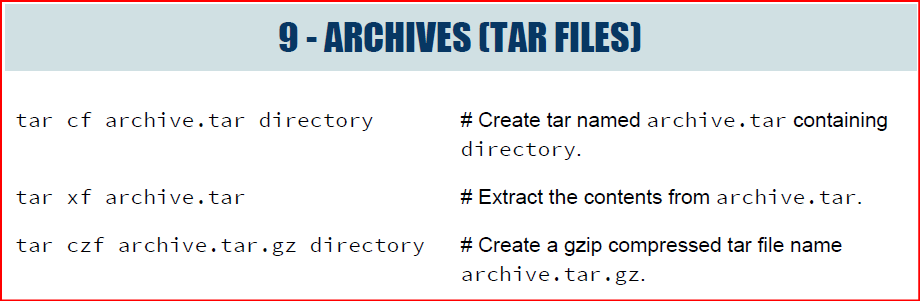 9 - ARCHIVES (TAR FILES)
tar cf archive.tar directory # Create tar named archive.tar containing
directory.
tar xf archive.tar # Extract the contents from archive.tar.
tar czf archive.tar.gz directory # Create a gzip compressed tar file name
archive.tar.gz.